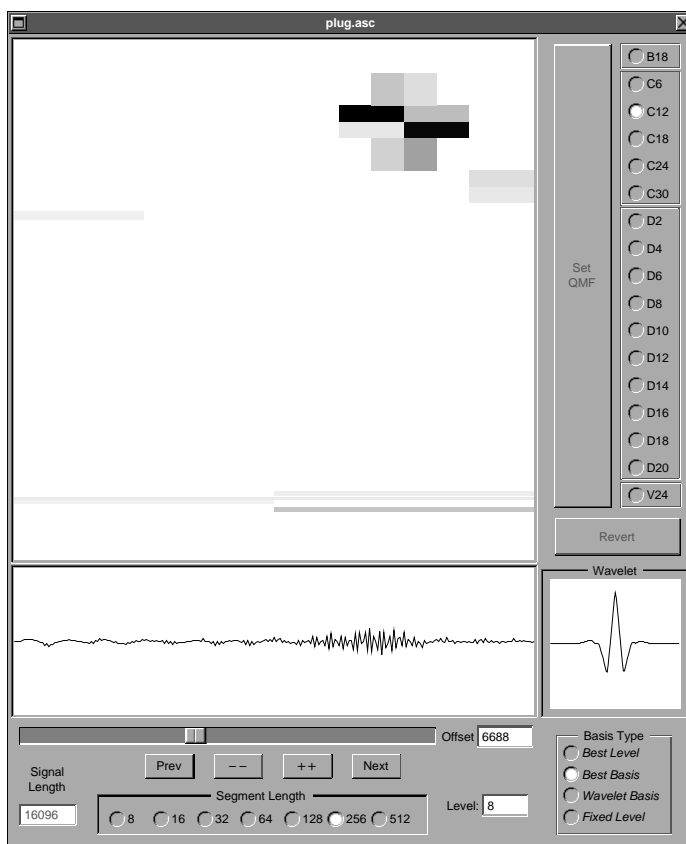 plug.asc
B18
C6
C12
C18
C24
C30
D2
D4
D6
D8
D10
D12
D14
D16
D18
D20
V24
Set
QMF
Revert
Wavelet
Offset 6688
Prev -- ++ Next
Signal
Length
16096
Segment Length
8 16 32 64 128 256 512
Level: 8
Basis Type
Best Level
Best Basis
Wavelet Basis
Fixed Level